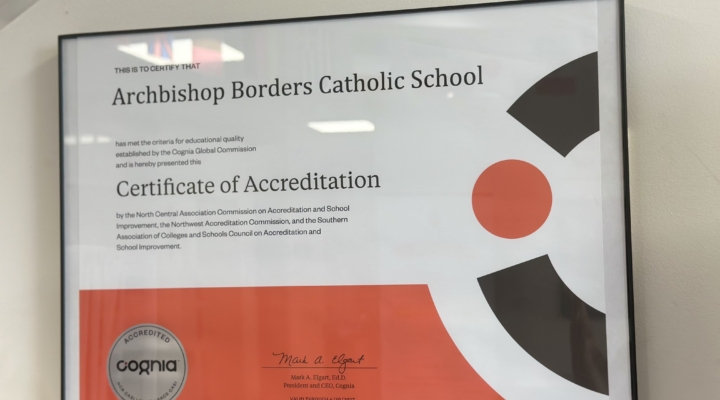 THIS IS TO CERTIFY THAT
Archbishop Borders Catholic School
has met the criteria for educational quality
established by the Cognia Global Commission
and is hereby presented this
Certificate of Accreditation
by the North Central Association Commission on Accreditation and School
Improvement, the Northwest Accreditation Commission, and the Southern
Association of Colleges and Schools Council on Accreditation and
School Improvement.
ACCREDITED
cognia
Mark A. Elgart
Mark A. Elgart, Ed.D.
President and CEO, Cognia